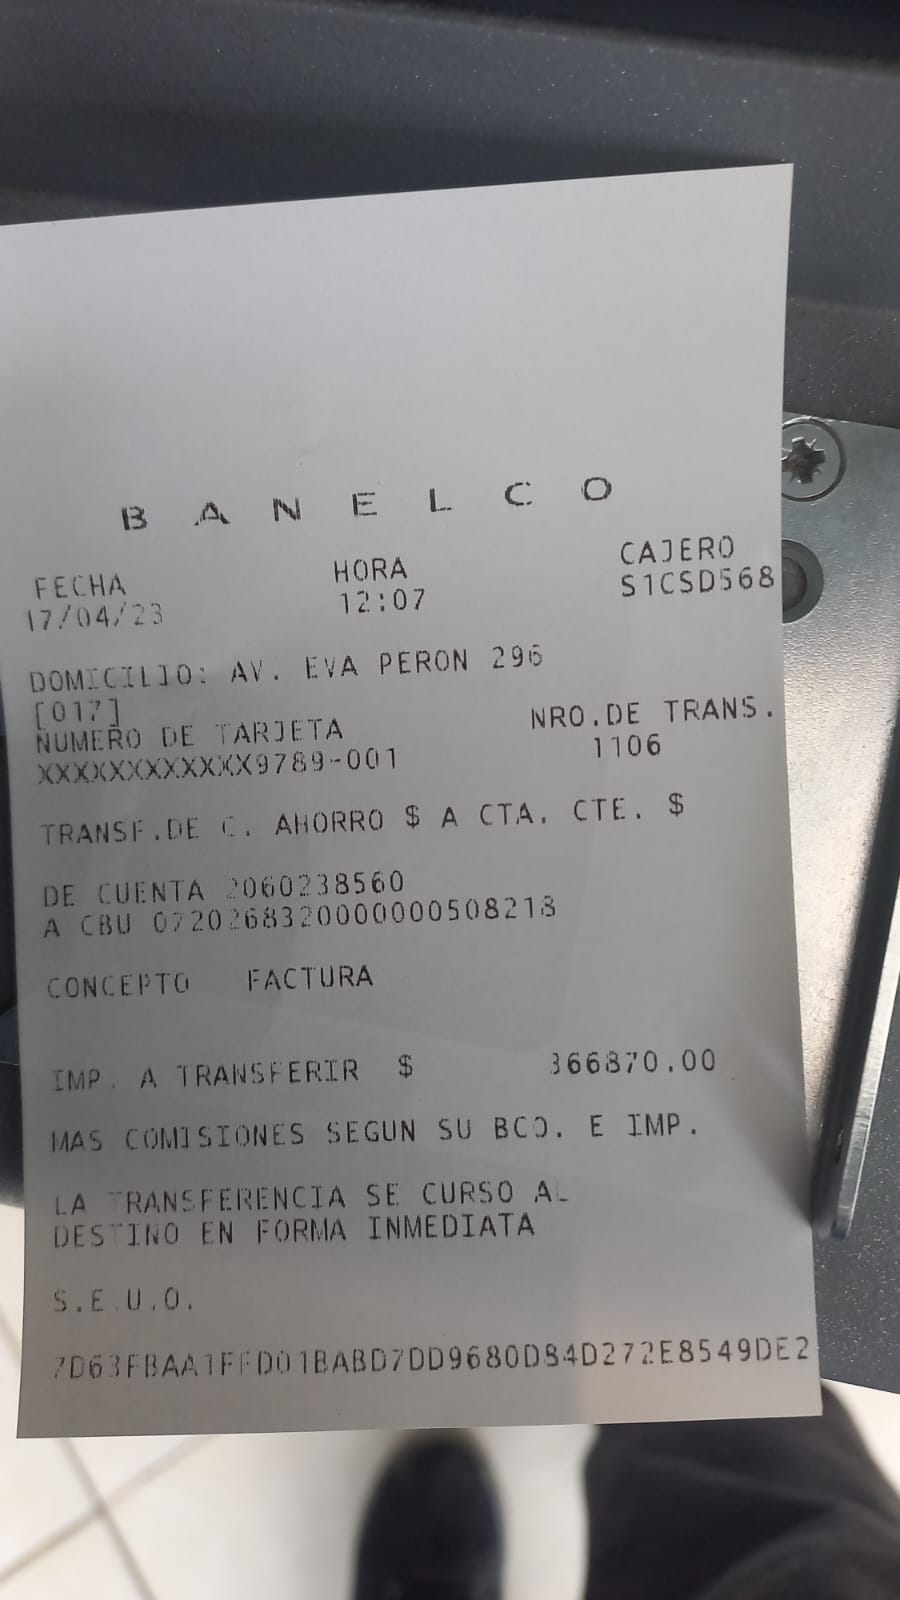 B A N E L C O
FECHA HORA CAJERO
17/04/23 12:07 S1CSD568
DOMICILIO: AV. EVA PERON 296
[017]
NUMERO DE TARJETA NRO.DE TRANS.
XXXXXXXXXXXX9789-001 1106
TRANSF.DE C. AHORRO $ A CTA. CTE. $
DE CUENTA 2060238560
A CBU 0720268320000000508218
CONCEPTO FACTURA
IMP. A TRANSFERIR $ 366870.00
MAS COMISIONES SEGUN SU BCO. E IMP.
LA TRANSFERENCIA SE CURSO AL
DESTINO EN FORMA INMEDIATA
S.E.U.O.
7D63FBAA1FFD01BABD7DD9680D84D272E8549DE2